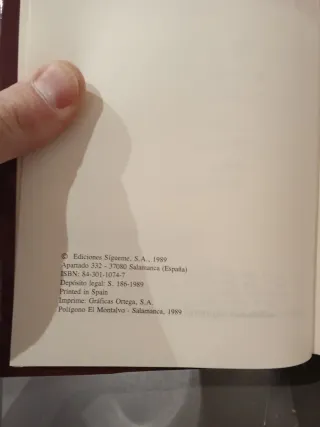 © Ediciones Sígueme, S.A., 1989
Apartado 332 - 37080 Salamanca (España)
ISBN: 84-301-1074-7
Depósito legal: S. 186-1989
Printed in Spain
Imprime: Gráficas Ortega, S.A.
Polígono El Montalvo - Salamanca, 1989